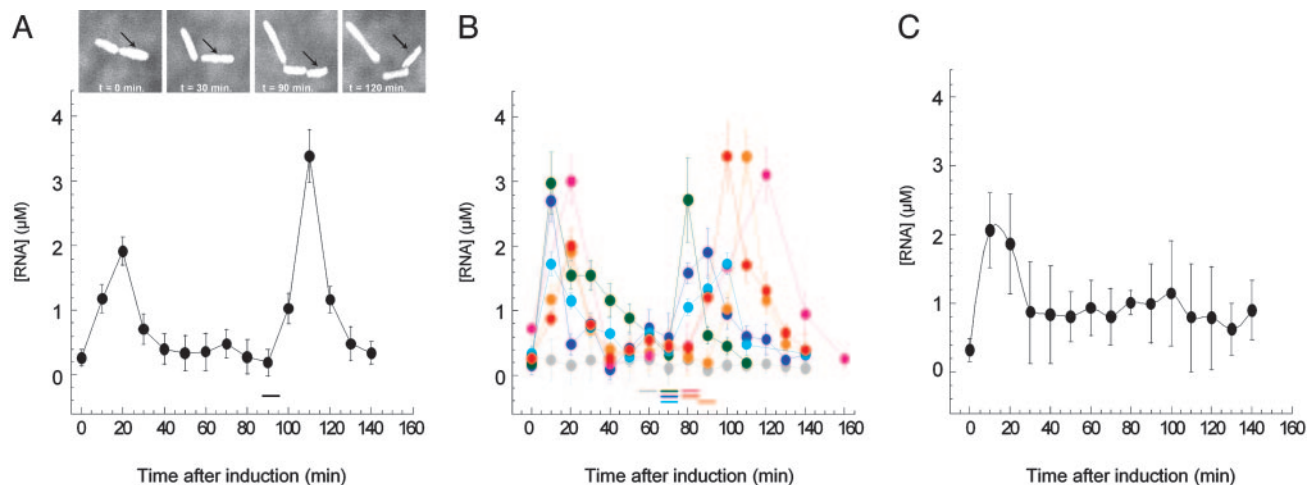 A
t = 0 min.
t = 30 min.
t = 90 min.
t = 120 min.
4
3
2
1
0
[RNA] (µM)
0 20 40 60 80 100 120 140 160
Time after induction (min)
B
4
3
2
1
0
[RNA] (µM)
0 20 40 60 80 100 120 140 160
Time after induction (min)
C
4
3
2
1
0
[RNA] (µM)
0 20 40 60 80 100 120 140 160
Time after induction (min)